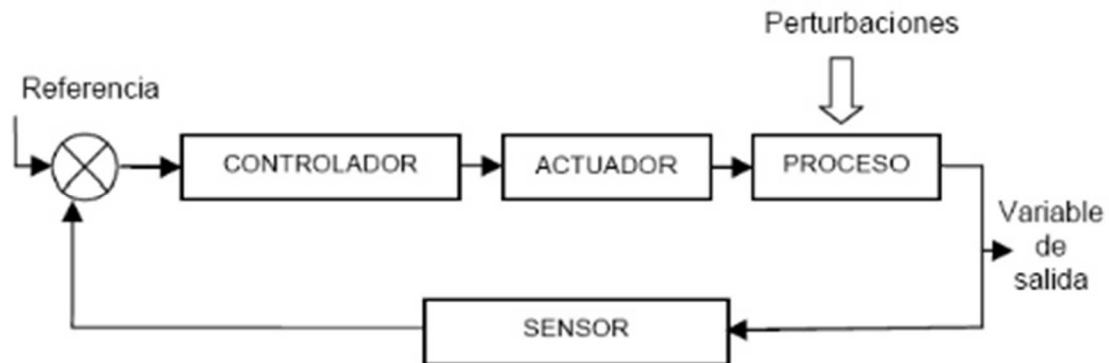 Perturbaciones
Referencia
CONTROLADOR
ACTUADOR
PROCESO
Variable
de
salida
SENSOR